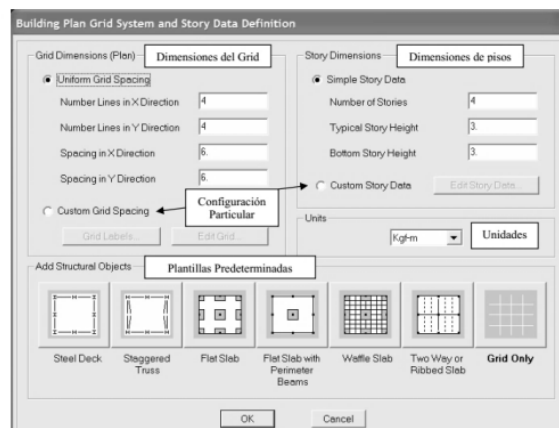 Building Plan Grid System and Story Data Definition
Grid Dimensions (Plan)
Dimensiones del Grid
Uniform Grid Spacing
Number Lines in X Direction 4
Number Lines in Y Direction 4
Spacing in X Direction 6.
Spacing in Y Direction 6.
Custom Grid Spacing
Grid Labels...
Edit Grid...
Configuración
Particular
Story Dimensions
Dimensiones de pisos
Simple Story Data
Number of Stories 4
Typical Story Height 3.
Bottom Story Height 3.
Custom Story Data
Edit Story Data...
Units
Kgf-m
Unidades
Add Structural Objects
Plantillas Predeterminadas
Steel Deck
Staggered
Truss
Flat Slab
Flat Slab with
Perimeter
Beams
Waffle Slab
Two Way or
Ribbed Slab
Grid Only
OK
Cancel